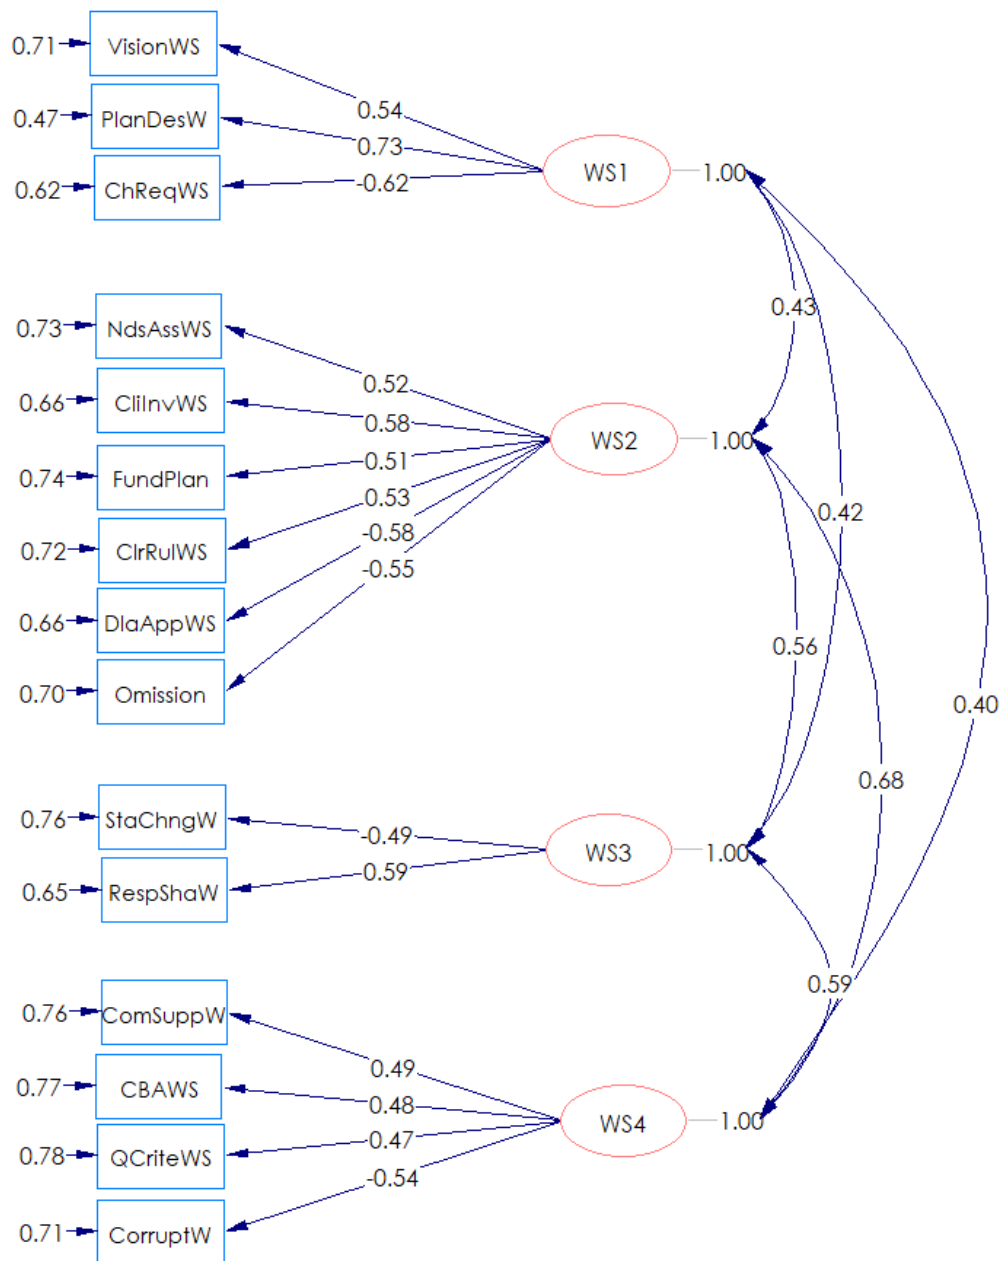 0.71 VisionWS
0.54
0.47 PlanDesW
0.73
0.62 ChReqWS
-0.62
WS1 1.00
0.43
0.73 NdsAssWS
0.52
0.66 CliInvWS
0.58
WS2 1.00
0.74 FundPlan
0.51
0.53
0.42
0.72 ClrRulWS
-0.58
-0.55
0.66 DlaAppWS
0.56
0.70 Omission
0.40
0.68
0.76 StaChngW
-0.49
WS3 1.00
0.65 RespShaW
0.59
0.59
0.76 ComSuppW
0.49
0.77 CBAWS
0.48
WS4 1.00
0.78 QCriteWS
0.47
-0.54
0.71 CorruptW